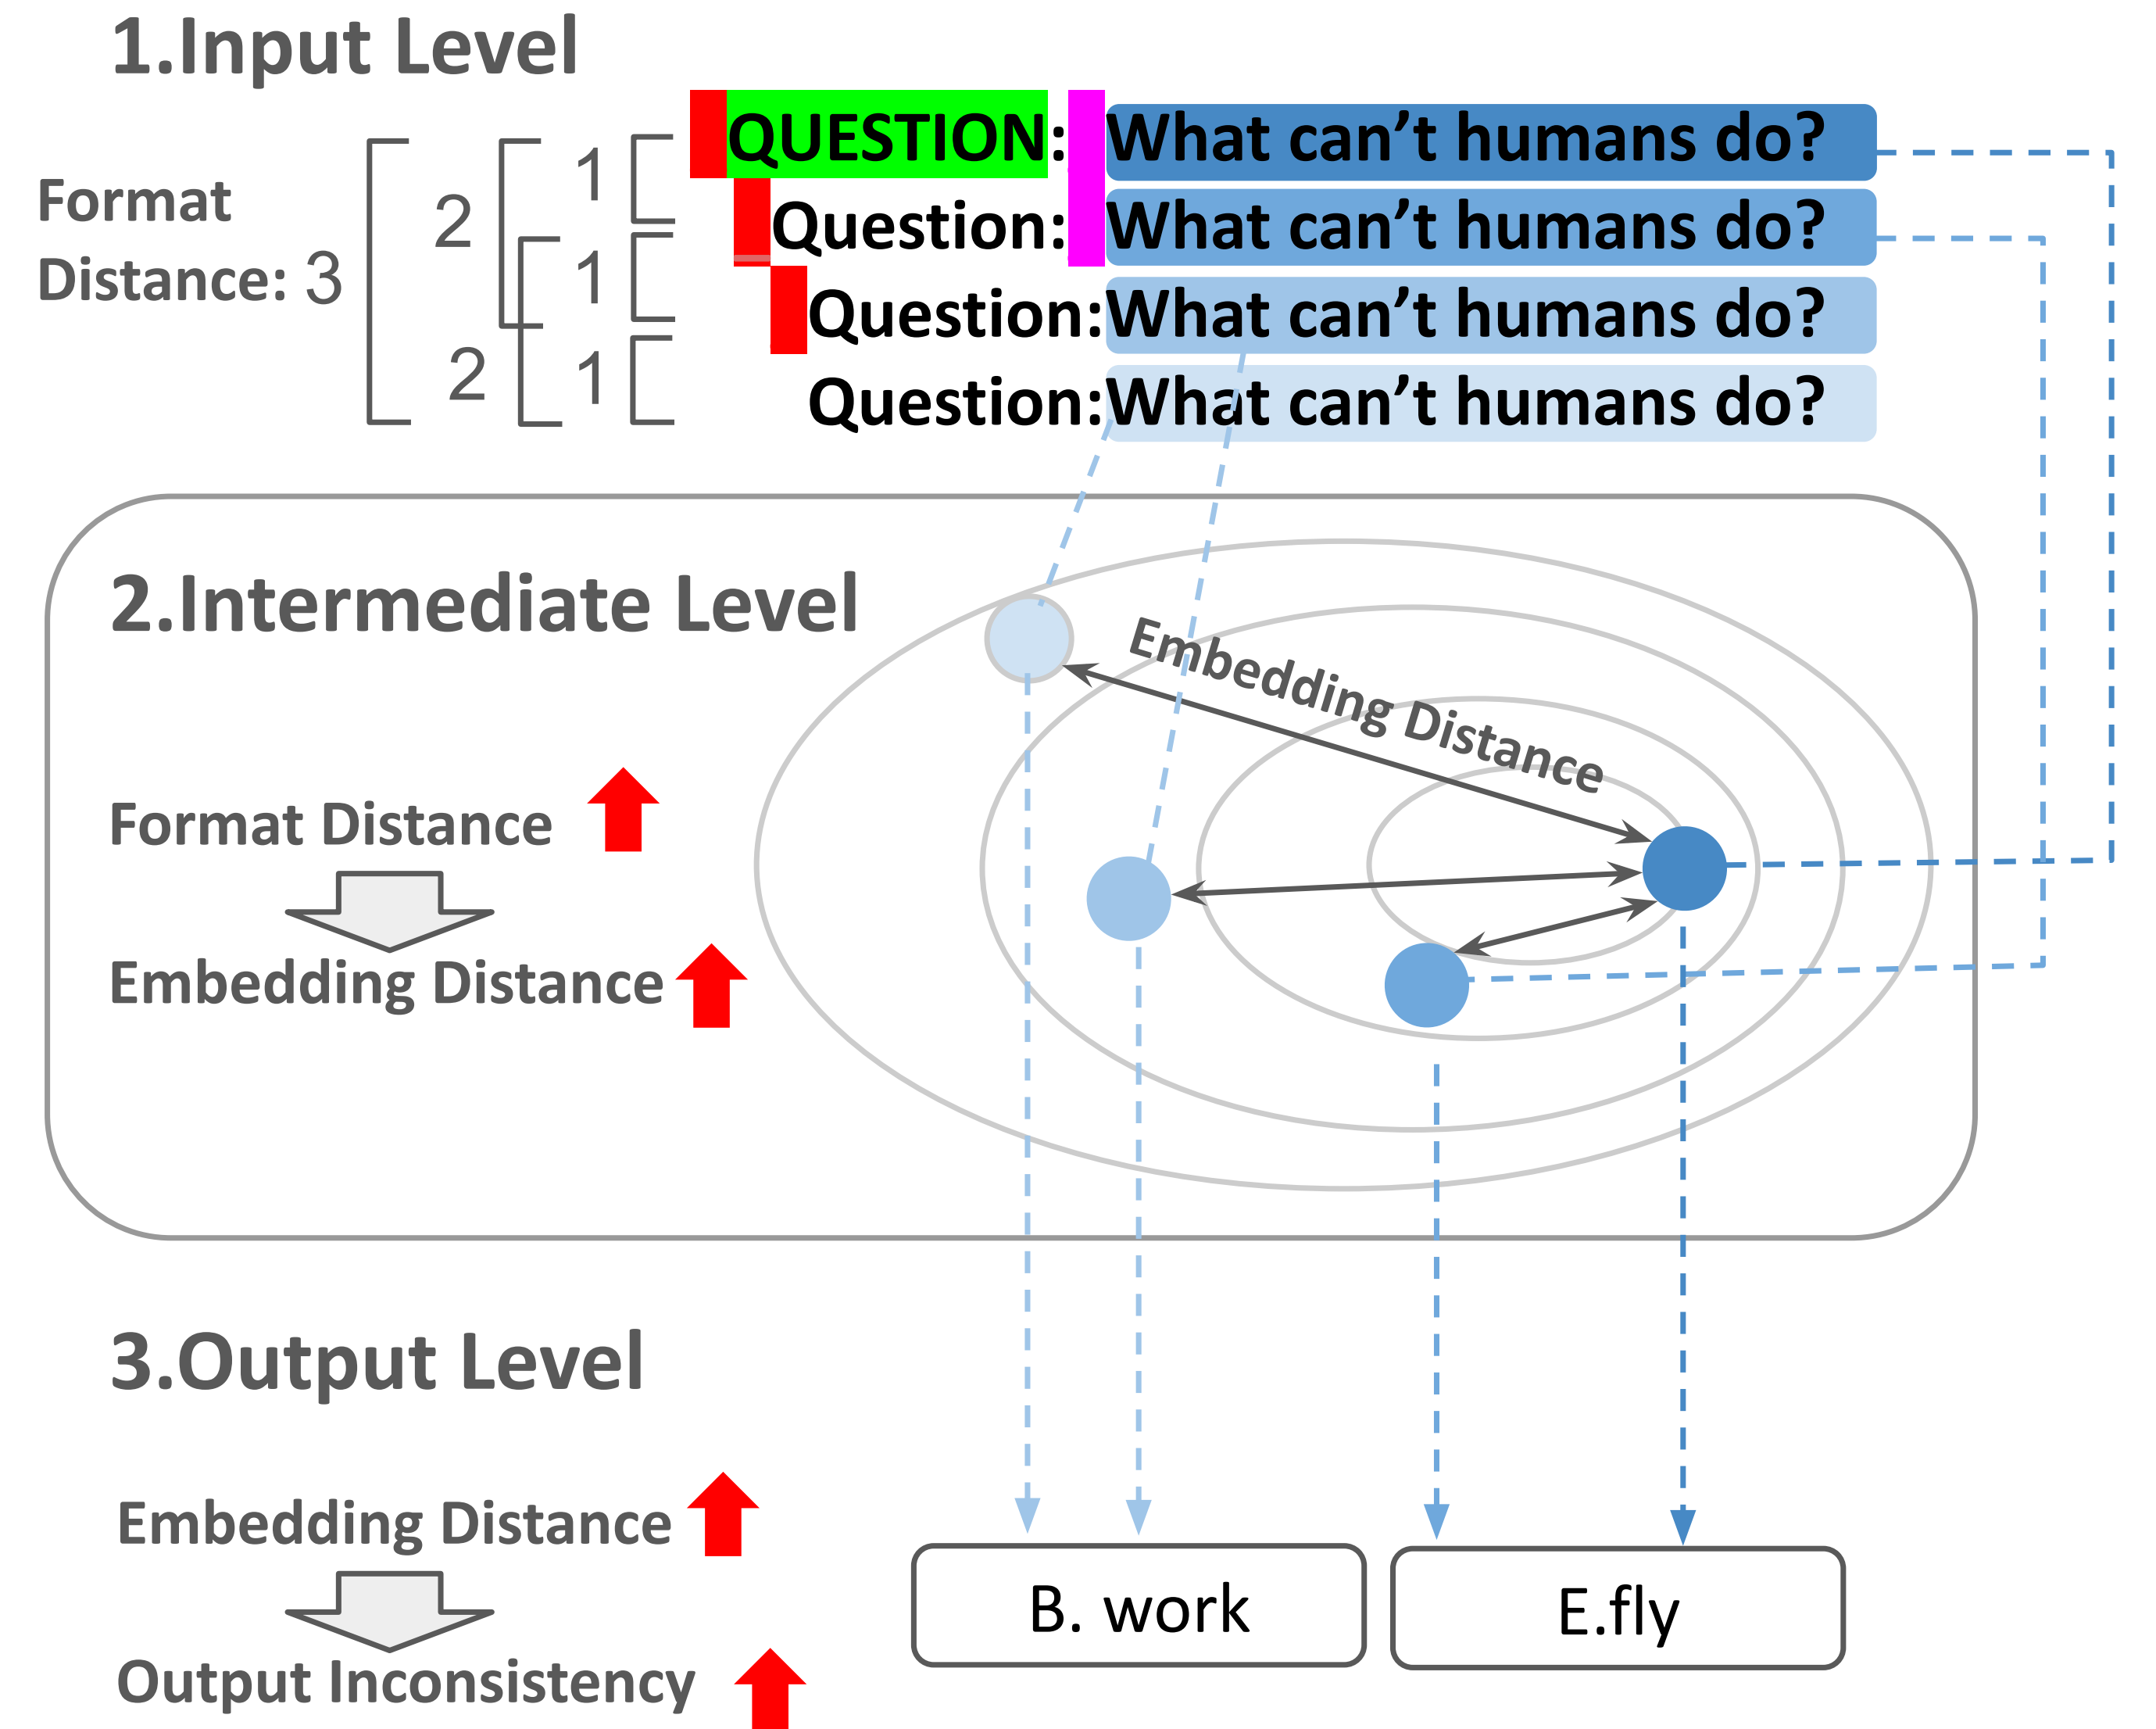 1.Input Level
Format
Distance:
3
2
2
1
1
1
QUESTION: What can’t humans do?
Question: What can’t humans do?
Question:What can’t humans do?
Question:What can’t humans do?
2.Intermediate Level
Embedding Distance
Format Distance
Embedding Distance
3.Output Level
Embedding Distance
Output Inconsistency
B. work
E.fly